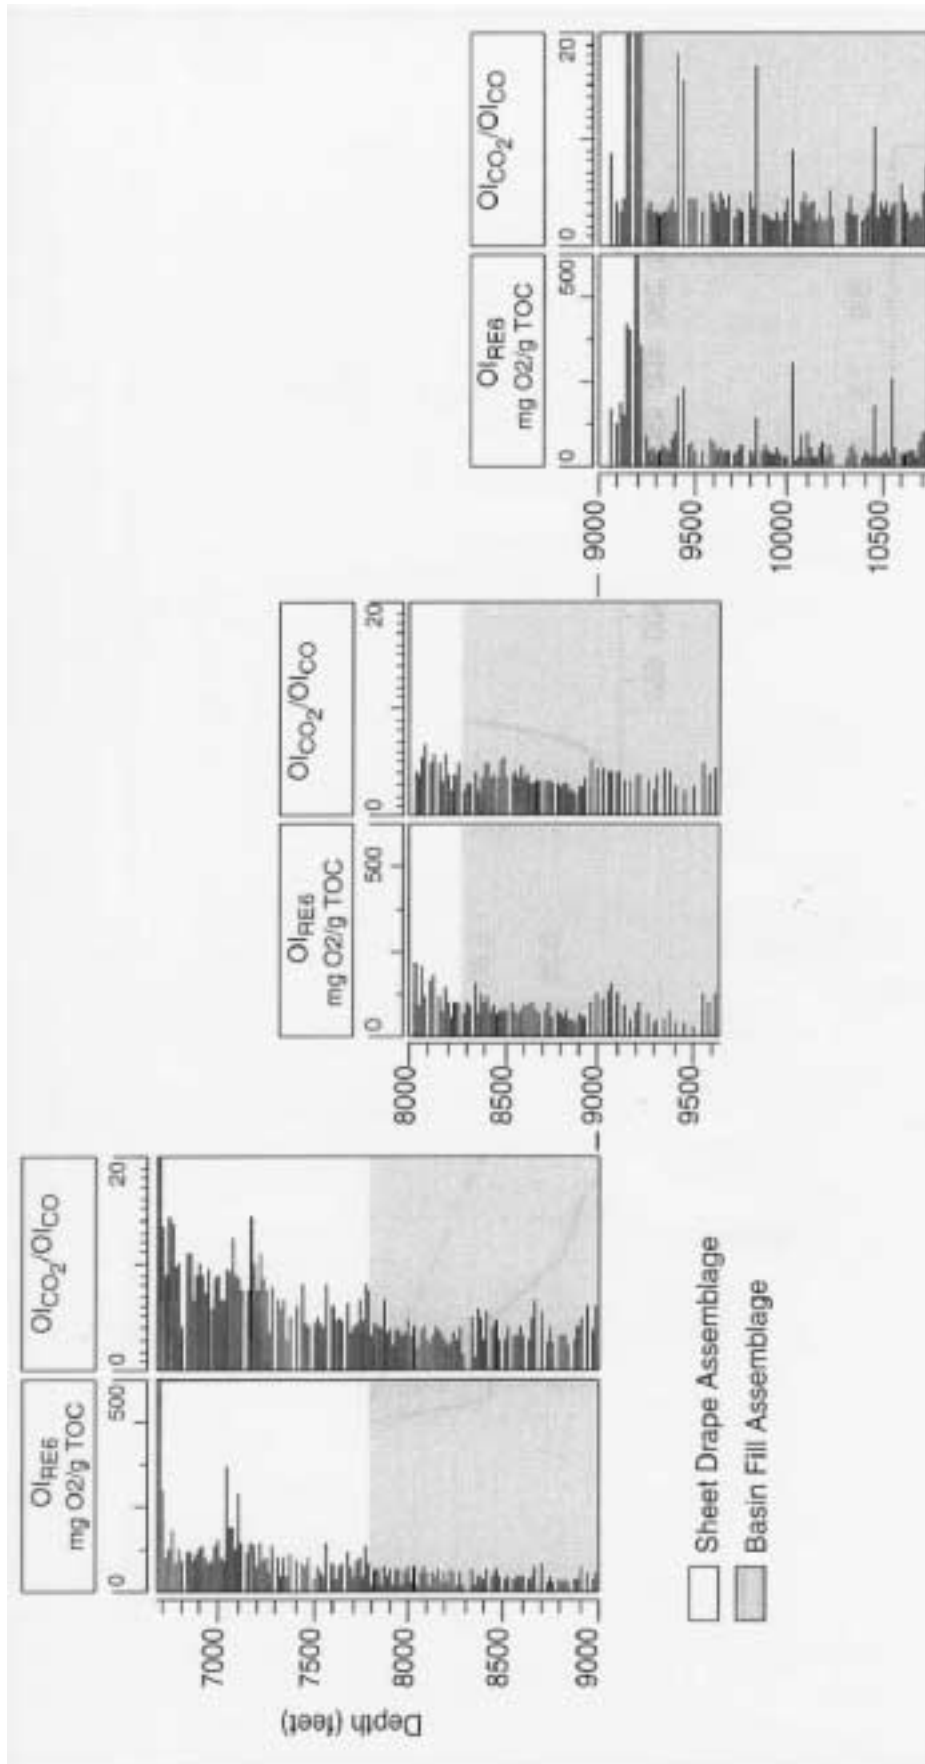 OI_RE6
mg O2/g TOC
OI_CO2/OI_CO
0
500
0
20
7000
7500
8000
8500
9000
Depth (feet)
OI_RE6
mg O2/g TOC
OI_CO2/OI_CO
0
500
0
20
8000
8500
9000
9500
OI_RE6
mg O2/g TOC
OI_CO2/OI_CO
0
500
0
20
9000
9500
10000
10500
Sheet Drape Assemblage
Basin Fill Assemblage